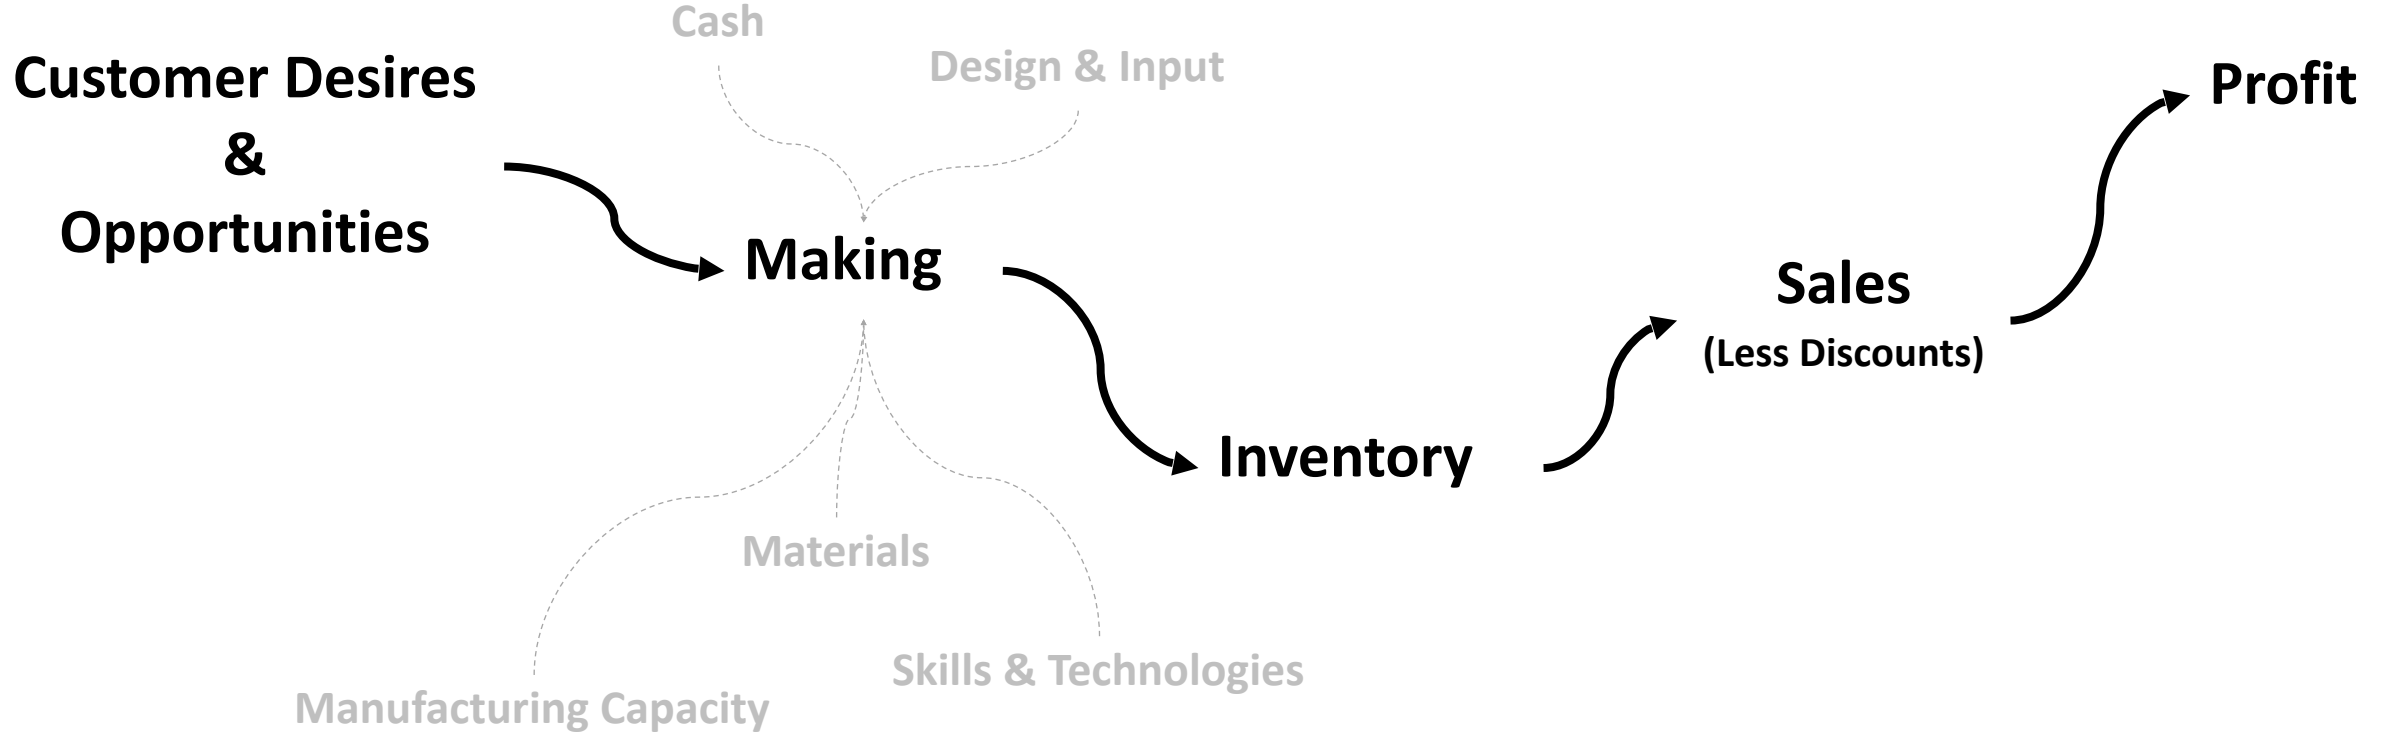 Cash
Design & Input
Customer Desires
&
Opportunities
Profit
Making
Sales
(Less Discounts)
Inventory
Materials
Skills & Technologies
Manufacturing Capacity